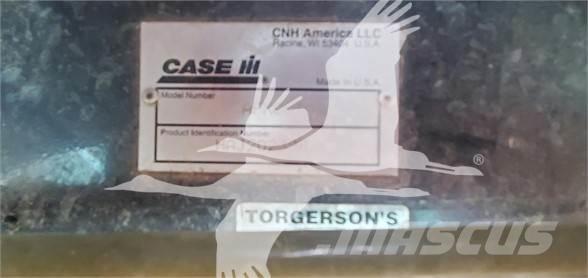 CNH America LLC
Racine, WI 53404 U.S.A.
CASE IH
Made in U.S.A.
Model Number
Product Identification Number
TORGERSON'S
MASCUS